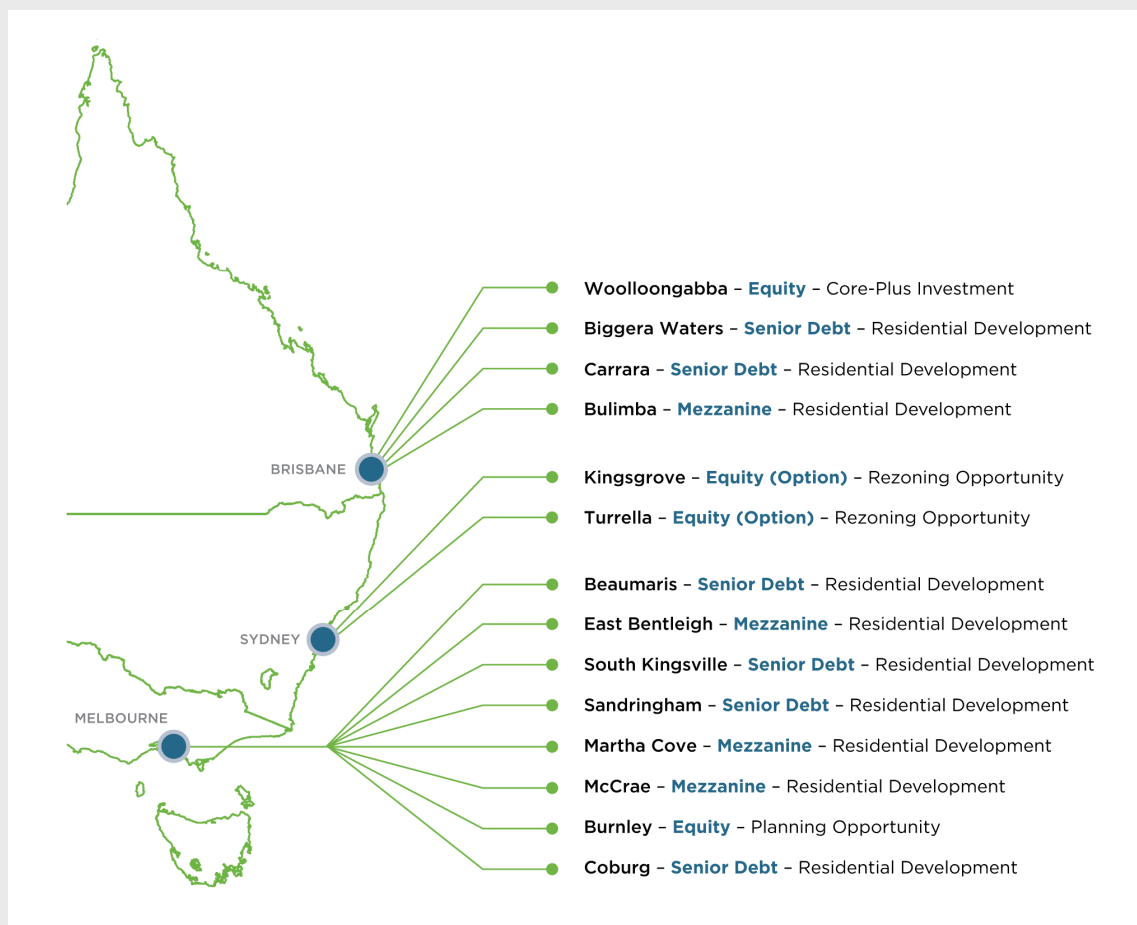 Woolloongabba – Equity – Core-Plus Investment
Biggera Waters – Senior Debt – Residential Development
Carrara – Senior Debt – Residential Development
Bulimba – Mezzanine – Residential Development
BRISBANE
Kingsgrove – Equity (Option) – Rezoning Opportunity
Turrella – Equity (Option) – Rezoning Opportunity
SYDNEY
Beaumaris – Senior Debt – Residential Development
East Bentleigh – Mezzanine – Residential Development
South Kingsville – Senior Debt – Residential Development
Sandringham – Senior Debt – Residential Development
MELBOURNE
Martha Cove – Mezzanine – Residential Development
McCrae – Mezzanine – Residential Development
Burnley – Equity – Planning Opportunity
Coburg – Senior Debt – Residential Development